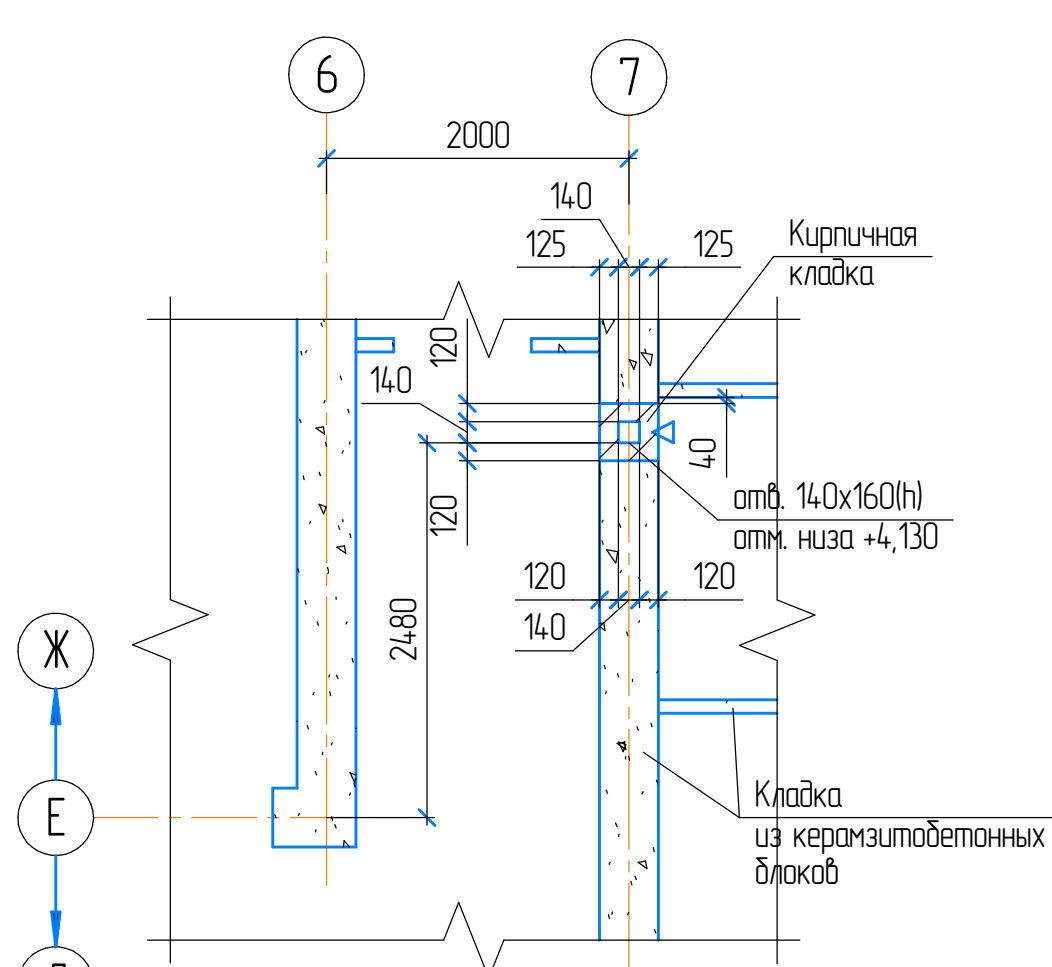 6
7
2000
140
125
125
Кирпичная
кладка
120
140
40
отв. 140х160(h)
отм. низа +4,130
120
120
120
140
2480
Ж
Е
Кладка
из керамзитобетонных
блоков